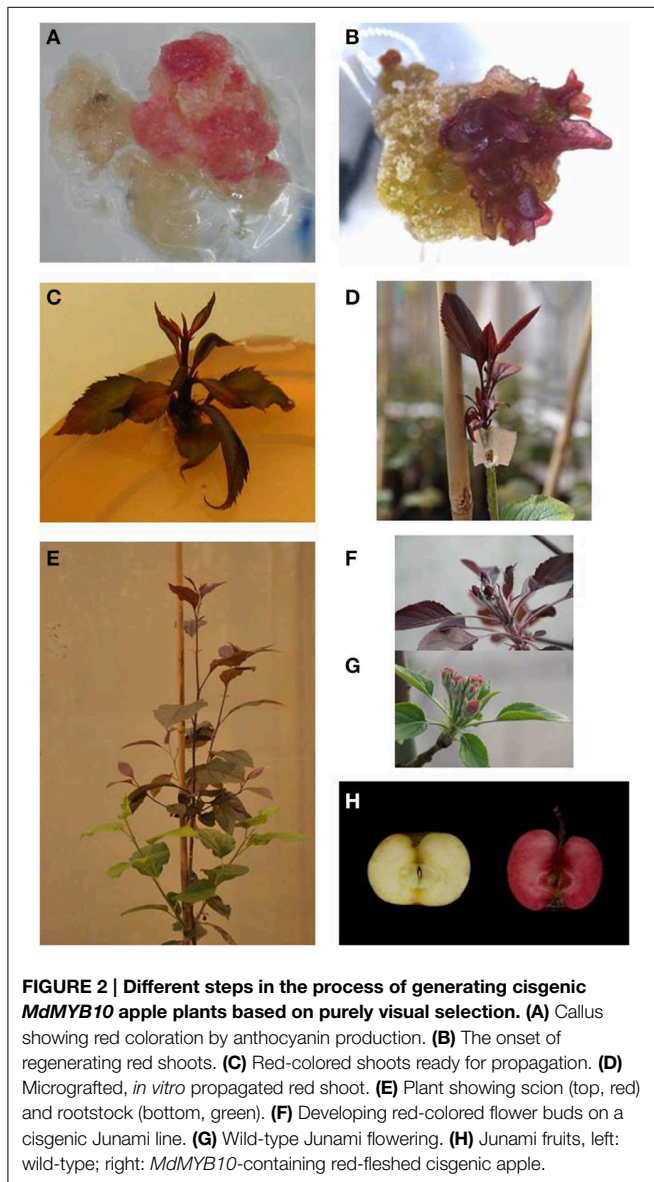 A
B
C
D
E
F
G
H
FIGURE 2 | Different steps in the process of generating cisgenic
MdMYB10 apple plants based on purely visual selection. (A) Callus
showing red coloration by anthocyanin production. (B) The onset of
regenerating red shoots. (C) Red-colored shoots ready for propagation. (D)
Micrografted, in vitro propagated red shoot. (E) Plant showing scion (top, red)
and rootstock (bottom, green). (F) Developing red-colored flower buds on a
cisgenic Junami line. (G) Wild-type Junami flowering. (H) Junami fruits, left:
wild-type; right: MdMYB10-containing red-fleshed cisgenic apple.